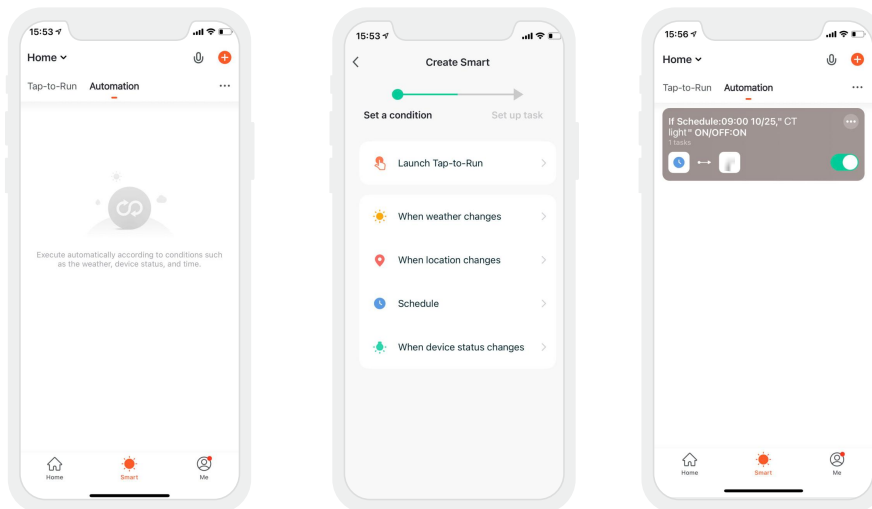 15:53
Home
Tap-to-Run Automation
Execute automatically according to conditions such
as the weather, device status, and time.
Home Smart Me
15:53
Create Smart
Set a condition Set up task
Launch Tap-to-Run
When weather changes
When location changes
Schedule
When device status changes
15:56
Home
Tap-to-Run Automation
If Schedule:09:00 10/25," CT
light" ON/OFF:ON
1 tasks
Home Smart Me